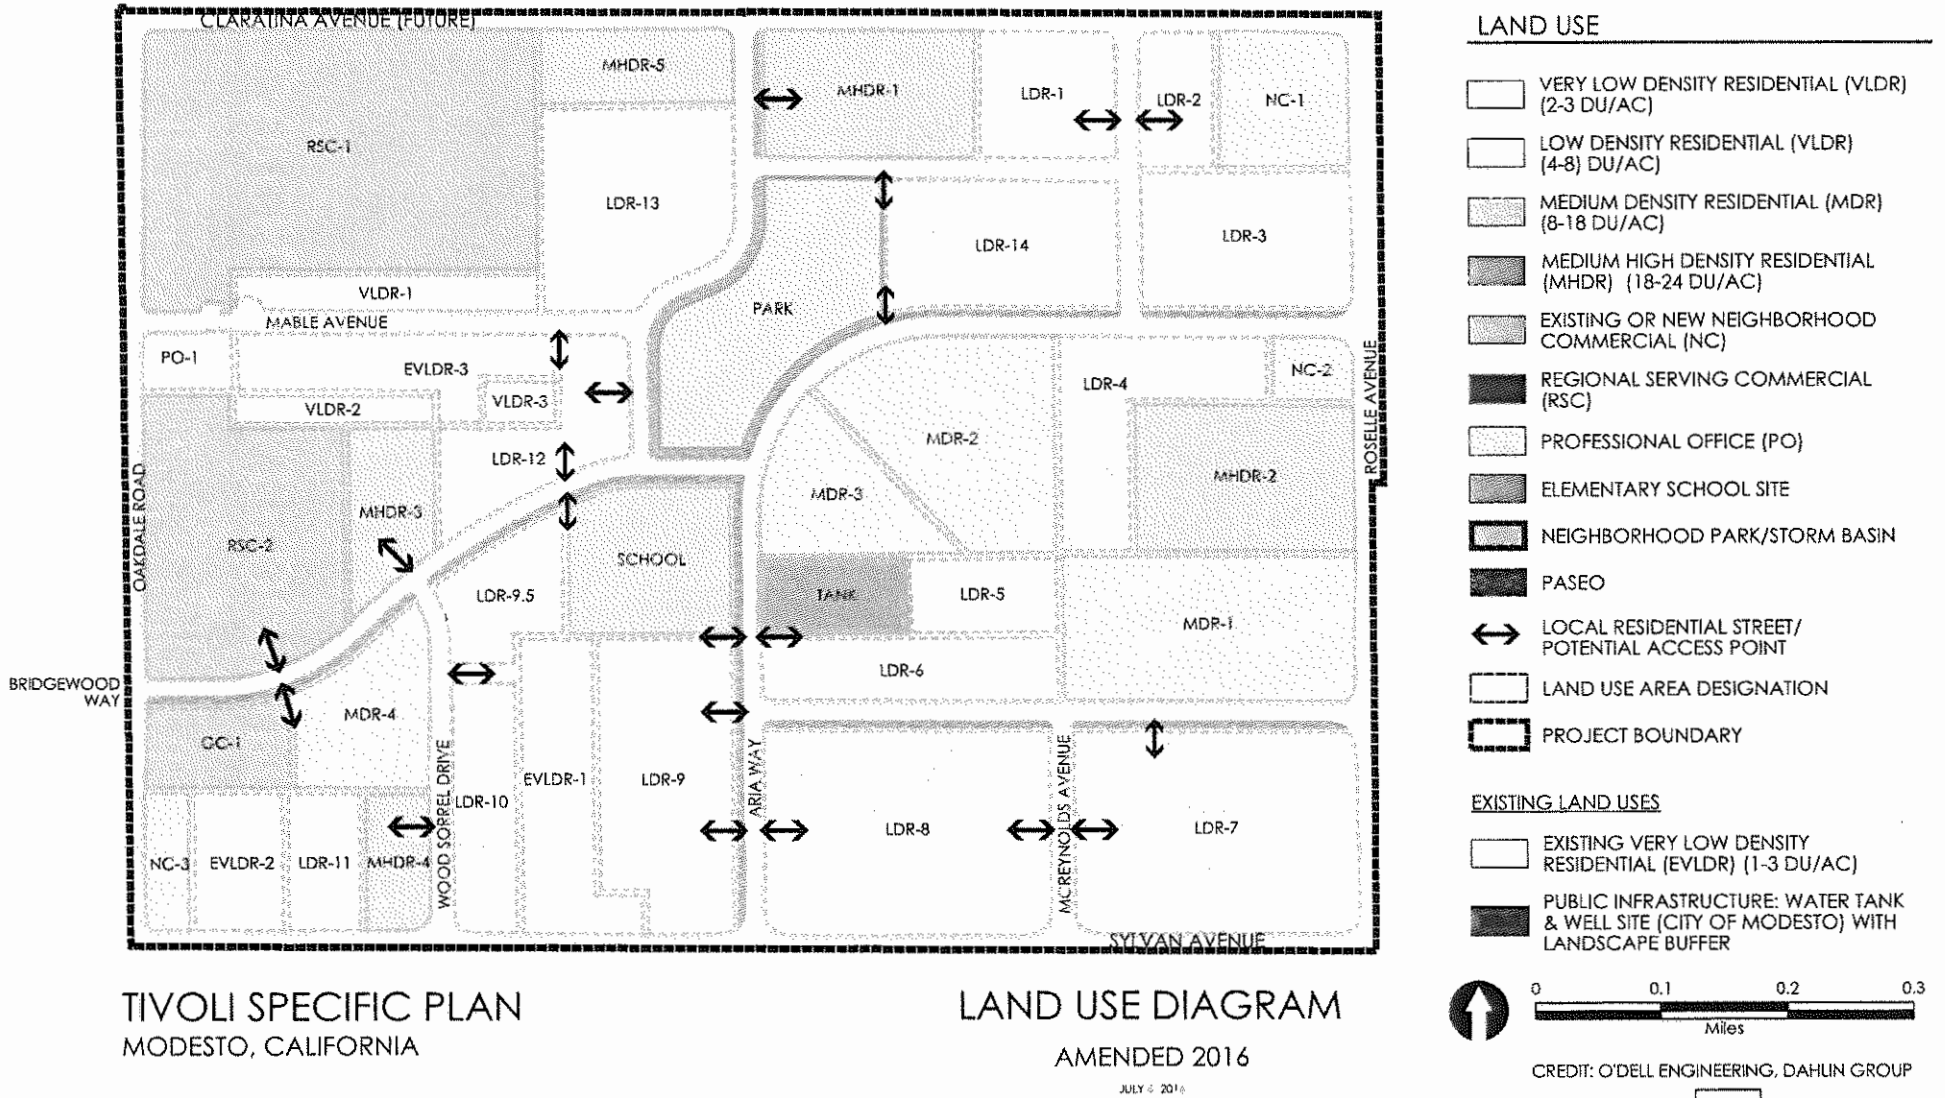 CLARATINA AVENUE (FUTURE)
MHDR-5
MHDR-1
LDR-1
LDR-2
NC-1
RSC-1
LDR-13
LDR-14
LDR-3
VLDR-1
PARK
MABLE AVENUE
PO-1
EVLDR-3
VLDR-3
VLDR-2
LDR-4
NC-2
ROSELLE AVENUE
LDR-12
MDR-2
MHDR-2
MDR-3
OAKDALE ROAD
MHDR-3
RSC-2
SCHOOL
LDR-9.5
TANK
LDR-5
MDR-1
LDR-6
BRIDGEWOOD
WAY
MDR-4
GC-1
WOOD SORREL DRIVE
LDR-10
EVLDR-1
LDR-9
ARIA WAY
LDR-8
MCREYNOLDS AVENUE
LDR-7
NC-3
EVLDR-2
LDR-11
MHDR-4
SYLVAN AVENUE
TIVOLI SPECIFIC PLAN
MODESTO, CALIFORNIA
LAND USE DIAGRAM
AMENDED 2016
LAND USE
VERY LOW DENSITY RESIDENTIAL (VLDR)
(2-3 DU/AC)
LOW DENSITY RESIDENTIAL (VLDR)
(4-8) DU/AC)
MEDIUM DENSITY RESIDENTIAL (MDR)
(8-18 DU/AC)
MEDIUM HIGH DENSITY RESIDENTIAL
(MHDR) (18-24 DU/AC)
EXISTING OR NEW NEIGHBORHOOD
COMMERCIAL (NC)
REGIONAL SERVING COMMERCIAL
(RSC)
PROFESSIONAL OFFICE (PO)
ELEMENTARY SCHOOL SITE
NEIGHBORHOOD PARK/STORM BASIN
PASEO
LOCAL RESIDENTIAL STREET/
POTENTIAL ACCESS POINT
LAND USE AREA DESIGNATION
PROJECT BOUNDARY
EXISTING LAND USES
EXISTING VERY LOW DENSITY
RESIDENTIAL (EVLDR) (1-3 DU/AC)
PUBLIC INFRASTRUCTURE: WATER TANK
& WELL SITE (CITY OF MODESTO) WITH
LANDSCAPE BUFFER
0 0.1 0.2 0.3
Miles
CREDIT: O'DELL ENGINEERING, DAHLIN GROUP